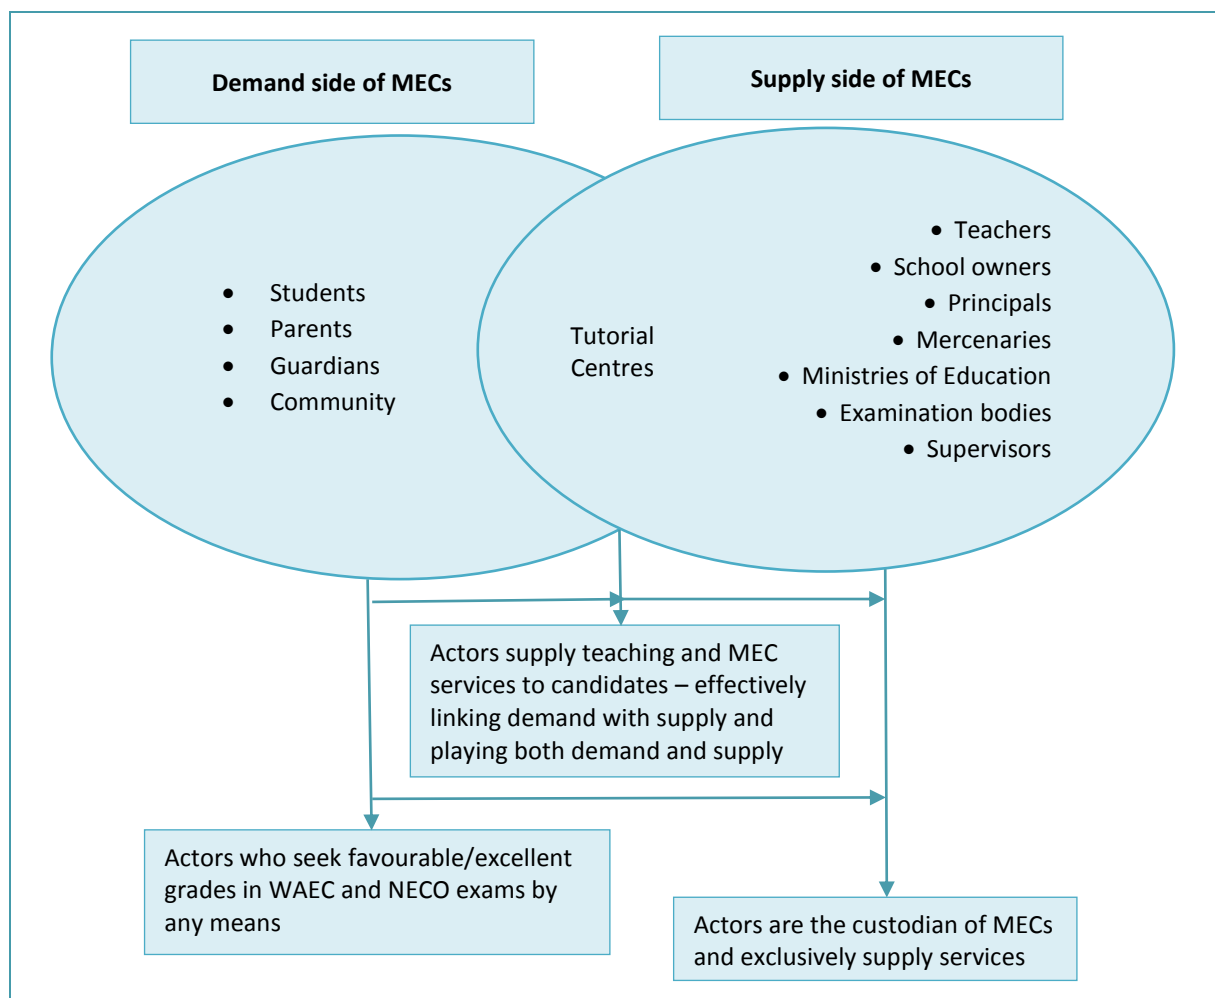 Demand side of MECs
Supply side of MECs
• Students
• Parents
• Guardians
• Community
Tutorial
Centres
• Teachers
• School owners
• Principals
• Mercenaries
• Ministries of Education
• Examination bodies
• Supervisors
Actors supply teaching and MEC
services to candidates – effectively
linking demand with supply and
playing both demand and supply
Actors who seek favourable/excellent
grades in WAEC and NECO exams by
any means
Actors are the custodian of MECs
and exclusively supply services